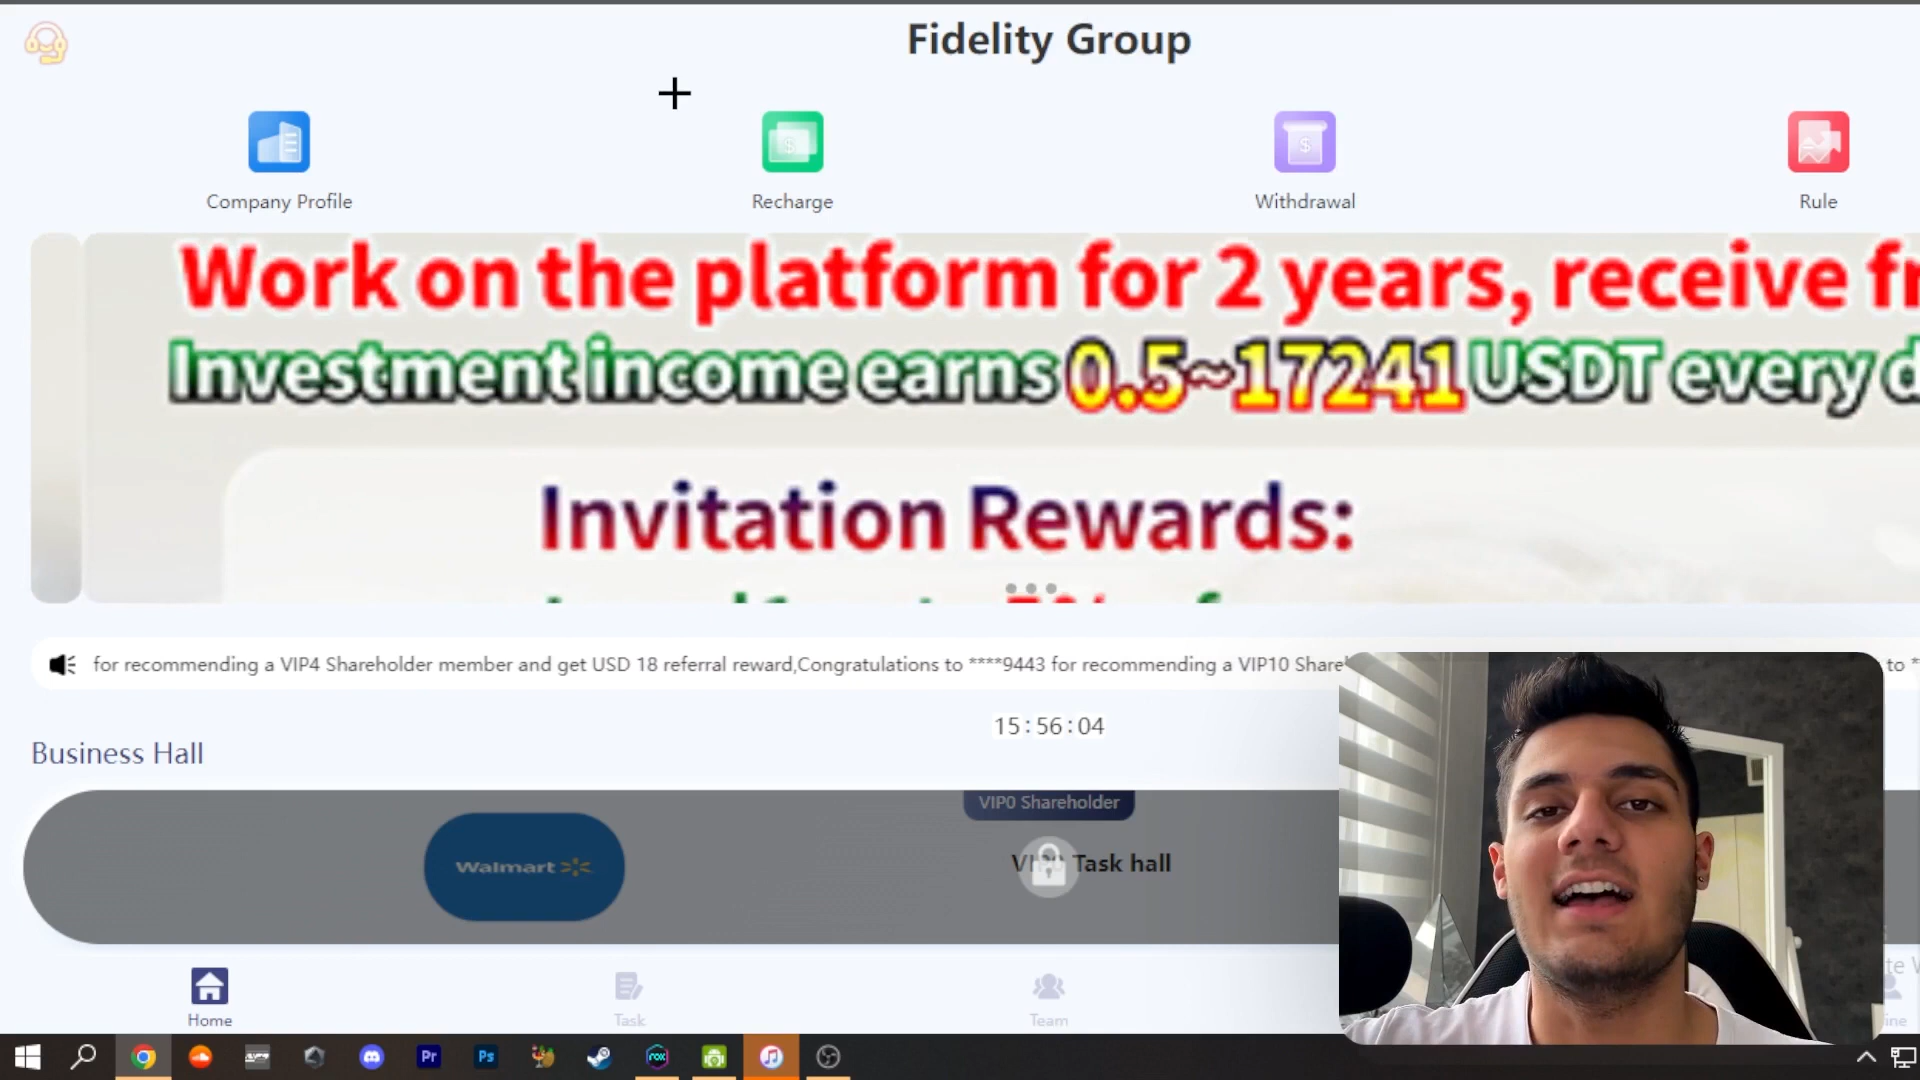 Fidelity Group
Company Profile
Recharge
Withdrawal
Rule
Work on the platform for 2 years, receive fr
Investment income earns 0.5~17241 USDT every d
Invitation Rewards:
for recommending a VIP4 Shareholder member and get USD 18 referral reward,Congratulations to ****9443 for recommending a VIP10 Share
to *
15:56:04
Business Hall
VIP0 Shareholder
Walmart
Task hall
Home
Task
Team
Pr
Ps